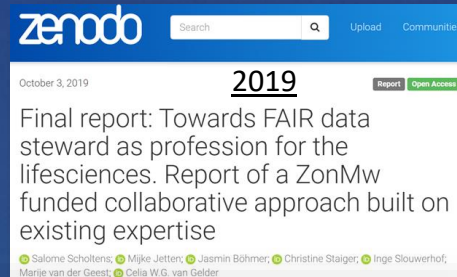 zenodo Search Upload Communitie
October 3, 2019 2019 Report Open Access
Final report: Towards FAIR data
steward as profession for the
lifesciences. Report of a ZonMw
funded collaborative approach built on
existing expertise
Salome Scholtens; Mijke Jetten; Jasmin Böhmer; Christine Staiger; Inge Slouwerhof;
Marije van der Geest; Celia W.G. van Gelder